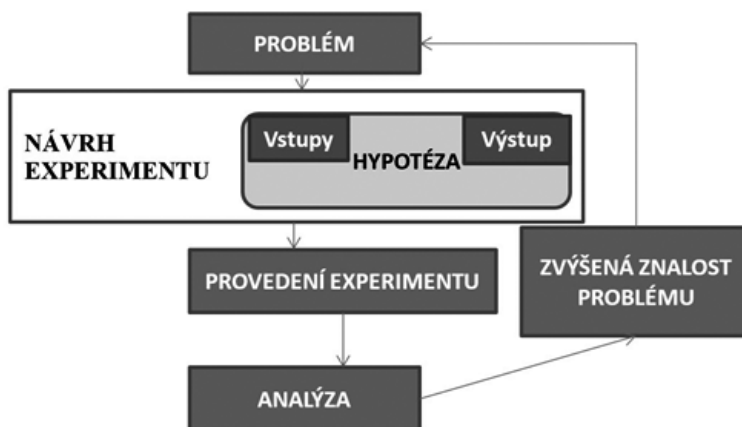 PROBLÉM
NÁVRH
EXPERIMENTU
Vstupy
HYPOTÉZA
Výstup
PROVEDENÍ EXPERIMENTU
ZVÝŠENÁ ZNALOST
PROBLÉMU
ANALÝZA